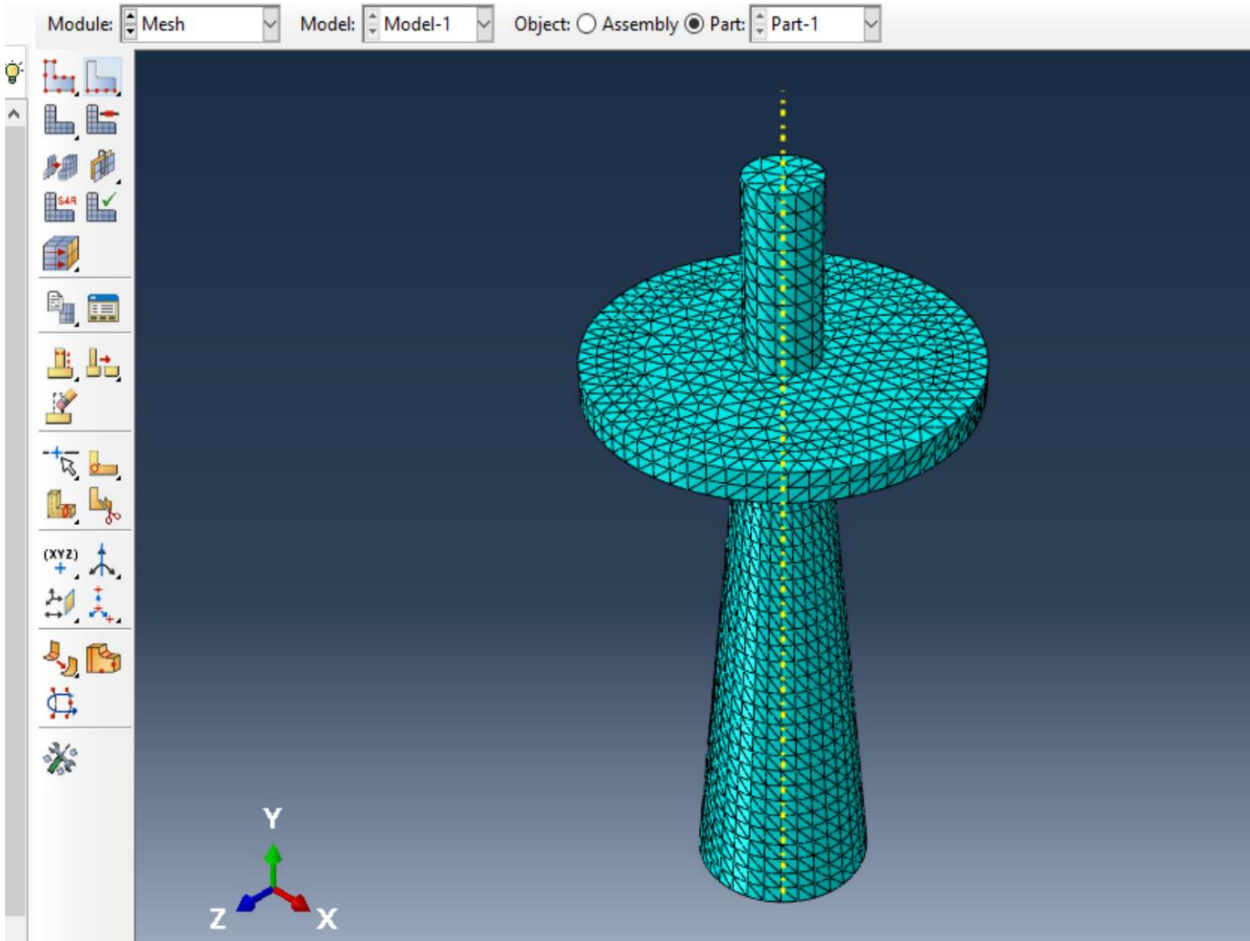 Module: Mesh Model: Model-1 Object: Assembly Part: Part-1
S4R
(XYZ)
Y
Z X